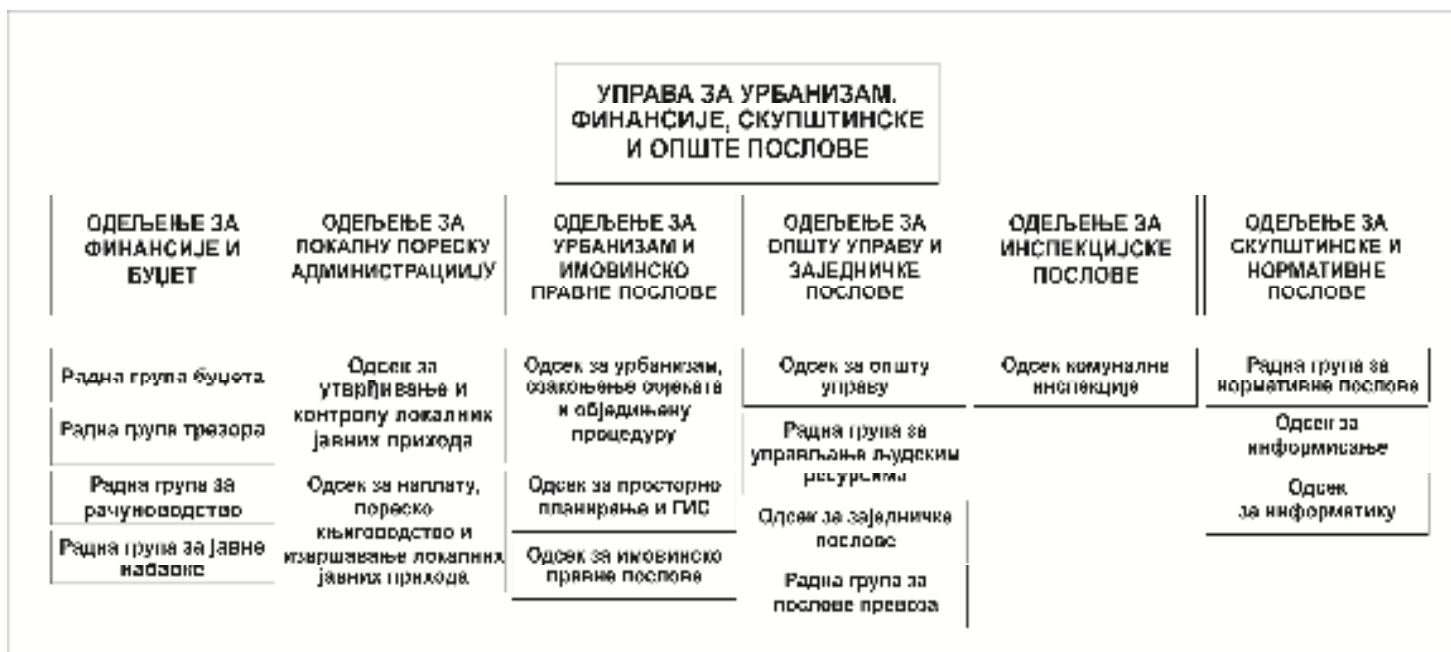 УПРАВА ЗА УРБАНИЗАМ,
ФИНАНСИЈЕ, СКУПШТИНСКЕ
И ОПШТЕ ПОСЛОВЕ
ОДЕЉЕЊЕ ЗА
ФИНАНСИЈЕ И
БУЏЕТ
ОДЕЉЕЊЕ ЗА
ЛОКАЛНУ ПОРЕСКУ
АДМИНИСТРАЦИЈУ
ОДЕЉЕЊЕ ЗА
УРБАНИЗАМ И
ИМОВИНСКО
ПРАВНЕ ПОСЛОВЕ
ОДЕЉЕЊЕ ЗА
ОПШТУ УПРАВУ И
ЗАЈЕДНИЧКЕ
ПОСЛОВЕ
ОДЕЉЕЊЕ ЗА
ИНСПЕКЦИЈСКЕ
ПОСЛОВЕ
ОДЕЉЕЊЕ ЗА
СКУПШТИНСКЕ И
НОРМАТИВНЕ
ПОСЛОВЕ
Радна група буџета
Радна група трезора
Радна група за
рачуноводство
Радна група за јавне
набавке
Одсек за
утврђивање и
контролу локалних
јавних прихода
Одсек за наплату,
пореско
књиговодство и
извршавање локалних
јавних прихода
Одсек за урбанизам,
озакоњење објеката
и обједињену
процедуру
Одсек за просторно
планирање и ГИС
Одсек за имовинско
правне послове
Одсек за општу
управу
Радна група за
управљање људским
ресурсима
Одсек за заједничке
послове
Радна група за
послове превоза
Одсек комуналне
инспекције
Радна група за
нормативне послове
Одсек за
информисање
Одсек
за информатику